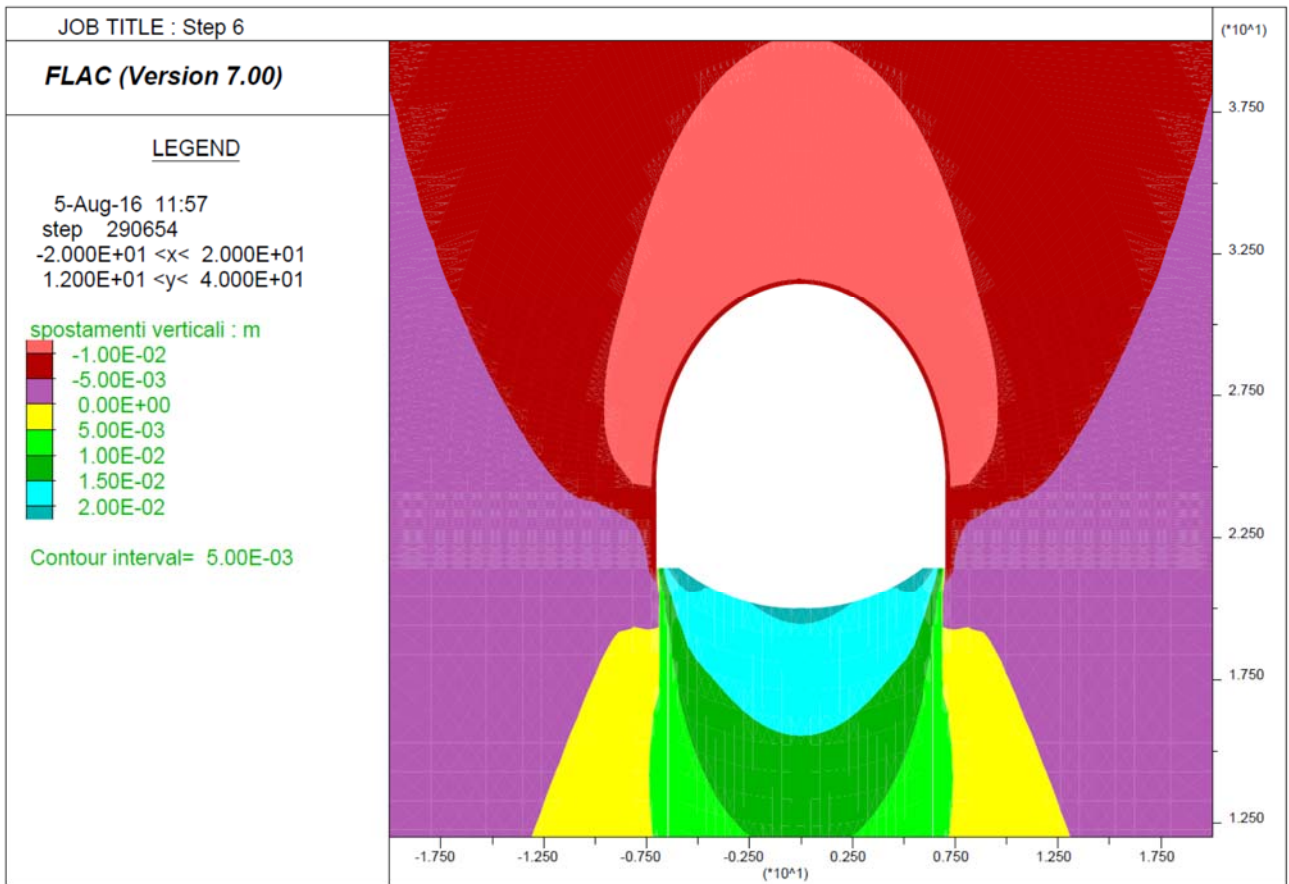 JOB TITLE : Step 6
FLAC (Version 7.00)
LEGEND
5-Aug-16 11:57
step 290654
-2.000E+01 <x< 2.000E+01
1.200E+01 <y< 4.000E+01
spostamenti verticali : m
-1.00E-02
-5.00E-03
0.00E+00
5.00E-03
1.00E-02
1.50E-02
2.00E-02
Contour interval= 5.00E-03
(*10^1)
3.750
3.250
2.750
2.250
1.750
1.250
-1.750 -1.250 -0.750 -0.250 0.250 0.750 1.250 1.750
(*10^1)